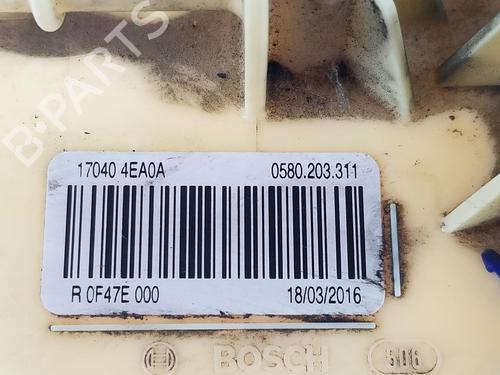 B-PARTS
17040 4EA0A 0580.203.311
R 0F47E 000 18/03/2016
BOSCH